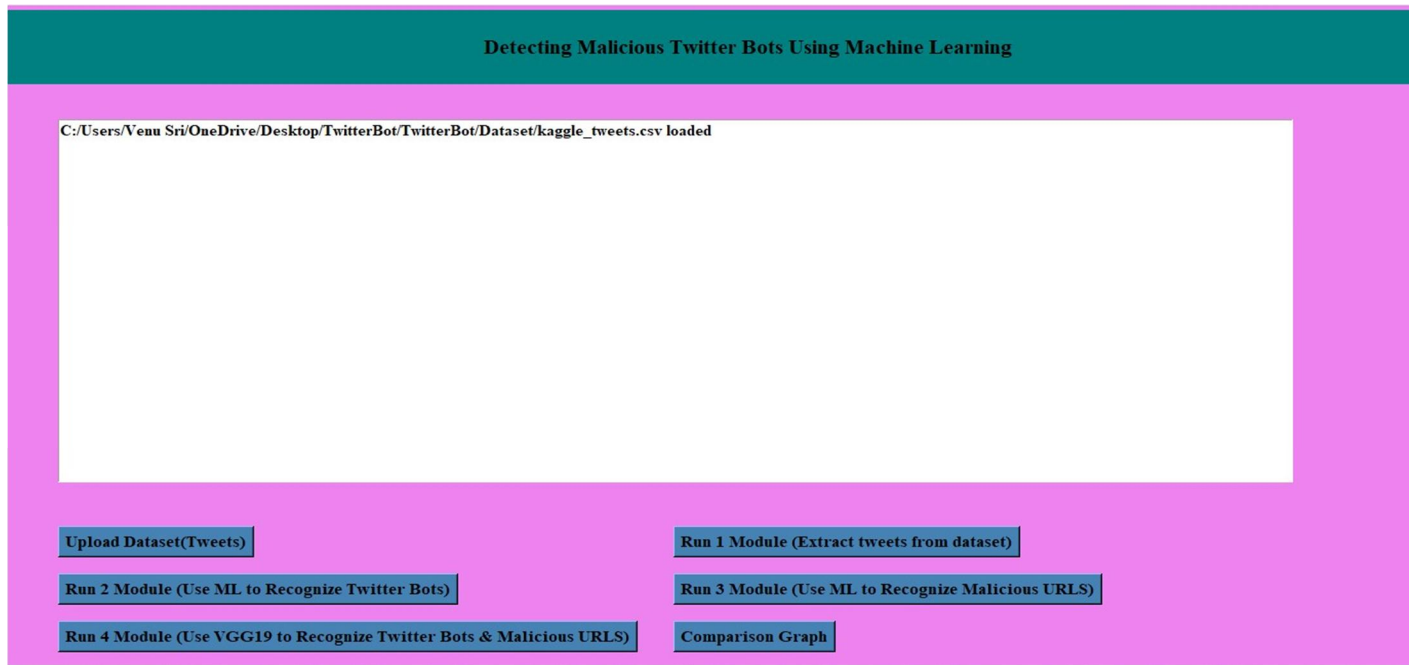 Detecting Malicious Twitter Bots Using Machine Learning
C:/Users/Venu Sri/OneDrive/Desktop/TwitterBot/TwitterBot/Dataset/kaggle_tweets.csv loaded
Upload Dataset(Tweets)
Run 1 Module (Extract tweets from dataset)
Run 2 Module (Use ML to Recognize Twitter Bots)
Run 3 Module (Use ML to Recognize Malicious URLS)
Run 4 Module (Use VGG19 to Recognize Twitter Bots & Malicious URLS)
Comparison Graph